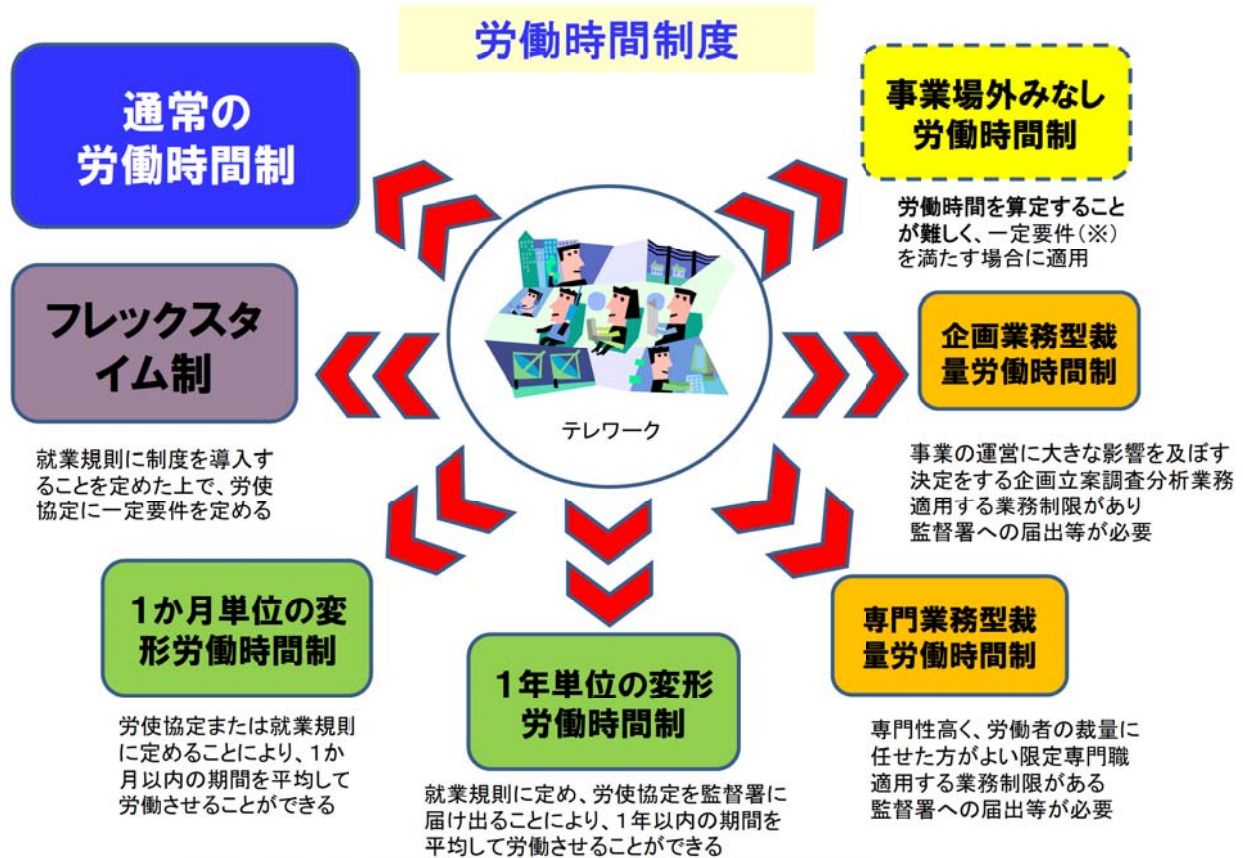 労働時間制度
通常の
労働時間制
事業場外みなし
労働時間制
労働時間を算定すること
が難しく、一定要件(※)
を満たす場合に適用
フレックスタ
イム制
就業規則に制度を導入す
ることを定めた上で、労使
協定に一定要件を定める
テレワーク
企画業務型裁
量労働時間制
事業の運営に大きな影響を及ぼす
決定をする企画立案調査分析業務
適用する業務制限があり
監督署への届出等が必要
1か月単位の変
形労働時間制
労使協定または就業規則
に定めることにより、1か
月以内の期間を平均して
労働させることができる
1年単位の変形
労働時間制
就業規則に定め、労使協定を監督署に
届け出ることにより、1年以内の期間を
平均して労働させることができる
専門業務型裁
量労働時間制
専門性高く、労働者の裁量に
任せた方がよい限定専門職
適用する業務制限がある
監督署への届出等が必要